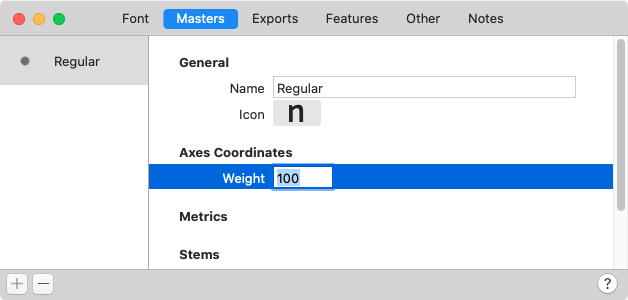 Font Masters Exports Features Other Notes
Regular
General
Name Regular
Icon n
Axes Coordinates
Weight 100
Metrics
Stems
?